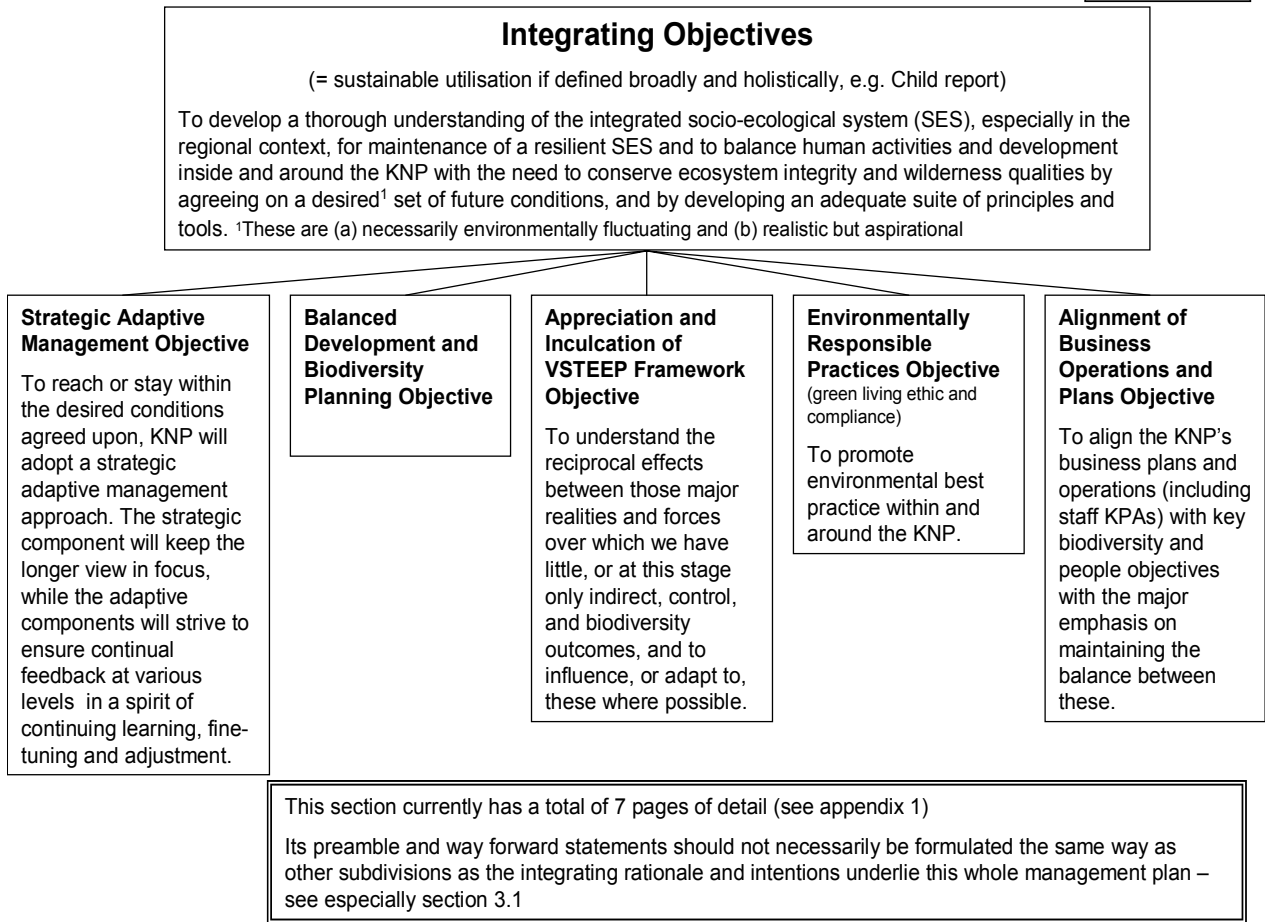 Integrating Objectives
(= sustainable utilisation if defined broadly and holistically, e.g. Child report)
To develop a thorough understanding of the integrated socio-ecological system (SES), especially in the
regional context, for maintenance of a resilient SES and to balance human activities and development
inside and around the KNP with the need to conserve ecosystem integrity and wilderness qualities by
agreeing on a desired¹ set of future conditions, and by developing an adequate suite of principles and
tools. ¹These are (a) necessarily environmentally fluctuating and (b) realistic but aspirational
Strategic Adaptive
Management Objective
To reach or stay within
the desired conditions
agreed upon, KNP will
adopt a strategic
adaptive management
approach. The strategic
component will keep the
longer view in focus,
while the adaptive
components will strive to
ensure continual
feedback at various
levels in a spirit of
continuing learning, fine-
tuning and adjustment.
Balanced
Development and
Biodiversity
Planning Objective
Appreciation and
Inculcation of
VSTEEP Framework
Objective
To understand the
reciprocal effects
between those major
realities and forces
over which we have
little, or at this stage
only indirect, control,
and biodiversity
outcomes, and to
influence, or adapt to,
these where possible.
Environmentally
Responsible
Practices Objective
(green living ethic and
compliance)
To promote
environmental best
practice within and
around the KNP.
Alignment of
Business
Operations and
Plans Objective
To align the KNP's
business plans and
operations (including
staff KPAs) with key
biodiversity and
people objectives
with the major
emphasis on
maintaining the
balance between
these.
This section currently has a total of 7 pages of detail (see appendix 1)
Its preamble and way forward statements should not necessarily be formulated the same way as
other subdivisions as the integrating rationale and intentions underlie this whole management plan –
see especially section 3.1